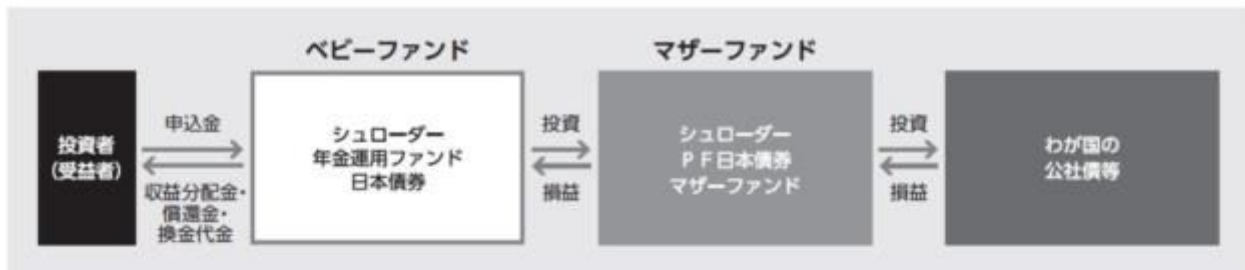 ベビーファンド
マザーファンド
投資者
(受益者)
申込金
収益分配金・
償還金・
換金代金
シュローダー
年金運用ファンド
日本債券
投資
損益
シュローダー
PF日本債券
マザーファンド
投資
損益
わが国の
公社債等